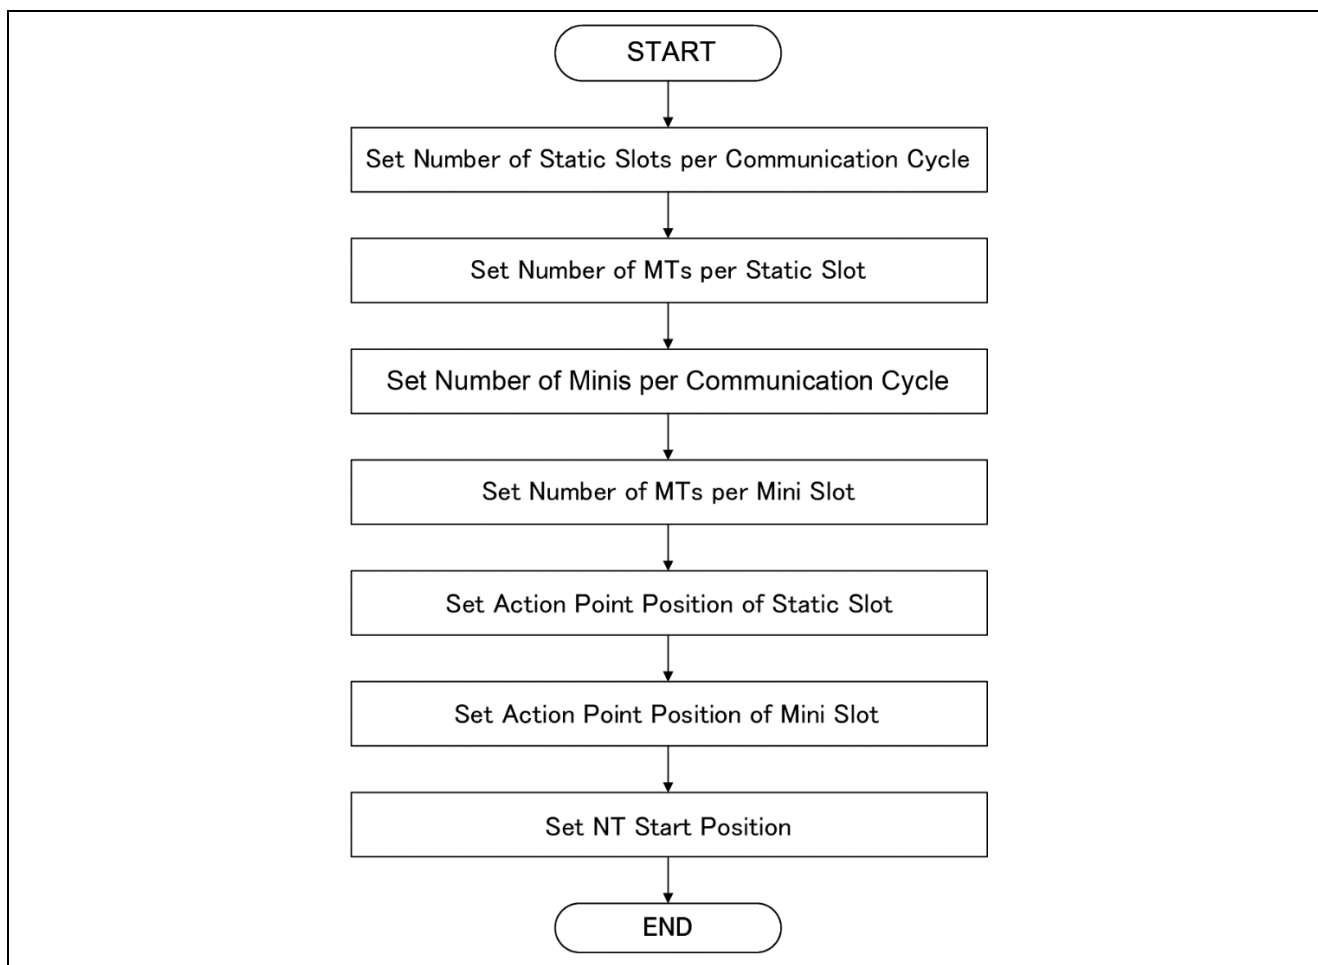 START
Set Number of Static Slots per Communication Cycle
Set Number of MTs per Static Slot
Set Number of Minis per Communication Cycle
Set Number of MTs per Mini Slot
Set Action Point Position of Static Slot
Set Action Point Position of Mini Slot
Set NT Start Position
END